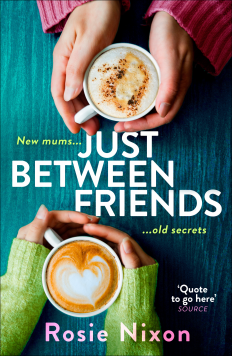 New mums...
JUST
BETWEEN
FRIENDS
...old secrets
'Quote
to go here'
SOURCE
Rosie Nixon